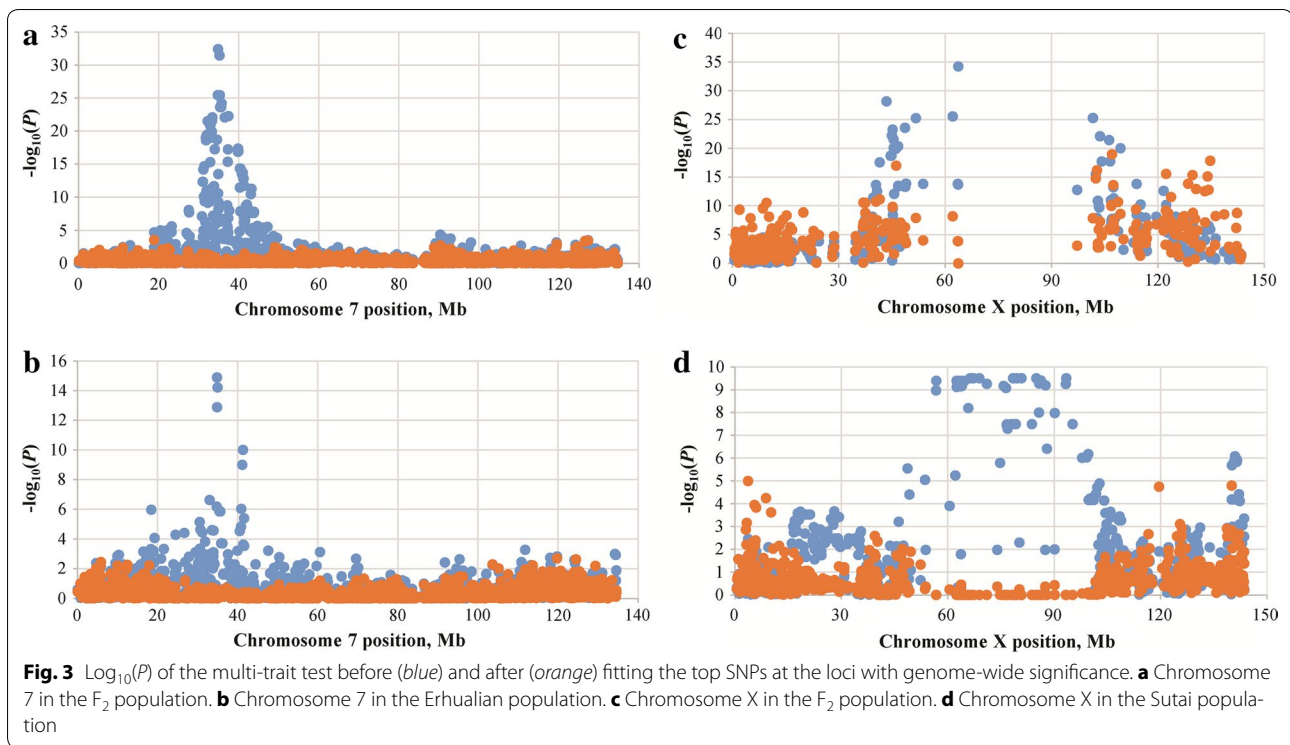 a
35
30
25
20
15
10
5
0
-log10(P)
0 20 40 60 80 100 120 140
Chromosome 7 position, Mb
c
40
35
30
25
20
15
10
5
0
-log10(P)
0 30 60 90 120 150
Chromosome X position, Mb
b
16
14
12
10
8
6
4
2
0
-log10(P)
0 20 40 60 80 100 120 140
Chromosome 7 position, Mb
d
10
9
8
7
6
5
4
3
2
1
0
-log10(P)
0 30 60 90 120 150
Chromosome X position, Mb
Fig. 3 Log10(P) of the multi-trait test before (blue) and after (orange) fitting the top SNPs at the loci with genome-wide significance. a Chromosome
7 in the F2 population. b Chromosome 7 in the Erhualian population. c Chromosome X in the F2 population. d Chromosome X in the Sutai popula-
tion